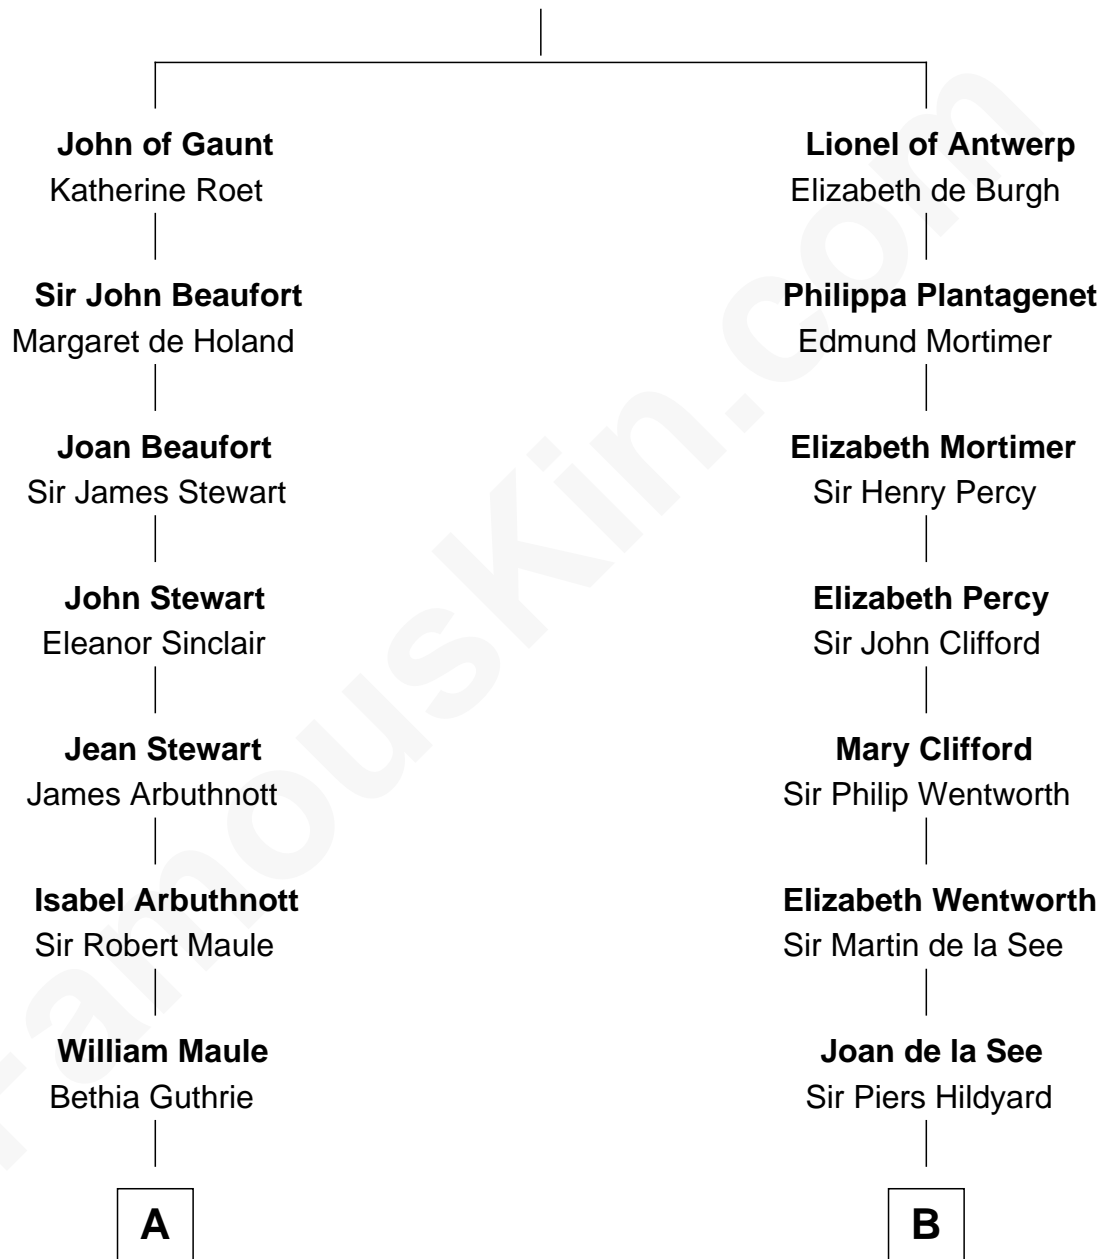 John of Gaunt
Katherine Roet
Sir John Beaufort
Margaret de Holand
Joan Beaufort
Sir James Stewart
John Stewart
Eleanor Sinclair
Jean Stewart
James Arbuthnott
Isabel Arbuthnott
Sir Robert Maule
William Maule
Bethia Guthrie
A
Lionel of Antwerp
Elizabeth de Burgh
Philippa Plantagenet
Edmund Mortimer
Elizabeth Mortimer
Sir Henry Percy
Elizabeth Percy
Sir John Clifford
Mary Clifford
Sir Philip Wentworth
Elizabeth Wentworth
Sir Martin de la See
Joan de la See
Sir Piers Hildyard
B
FamousKin.com